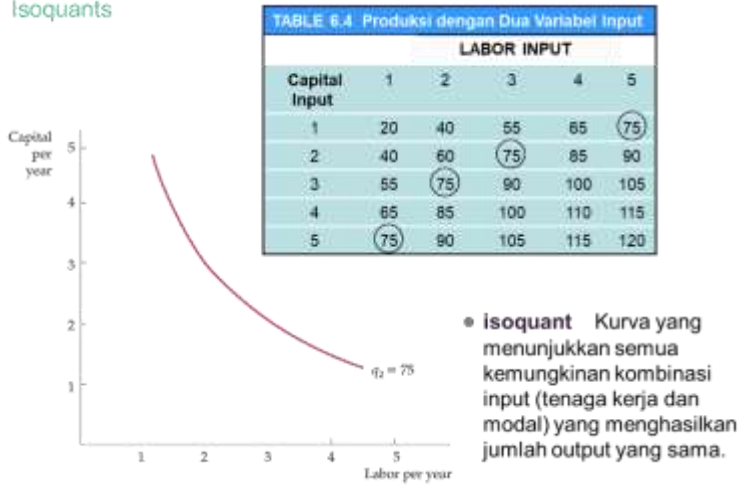 Isoquants
TABLE 6.4 Produksi dengan Dua Variabel Input
LABOR INPUT
Capital Input 1 2 3 4 5
1 20 40 55 65 75
2 40 60 75 85 90
3 55 75 90 100 105
4 65 85 100 110 115
5 75 90 105 115 120
Capital
per
year
5
4
3
2
1
q₂ = 75
1 2 3 4 5
Labor per year
• isoquant Kurva yang
menunjukkan semua
kemungkinan kombinasi
input (tenaga kerja dan
modal) yang menghasilkan
jumlah output yang sama.